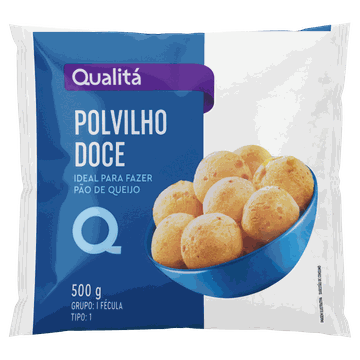 Qualitá
POLVILHO
DOCE
IDEAL PARA FAZER
PÃO DE QUEIJO
Q
500 g
GRUPO: I FÉCULA
TIPO: 1